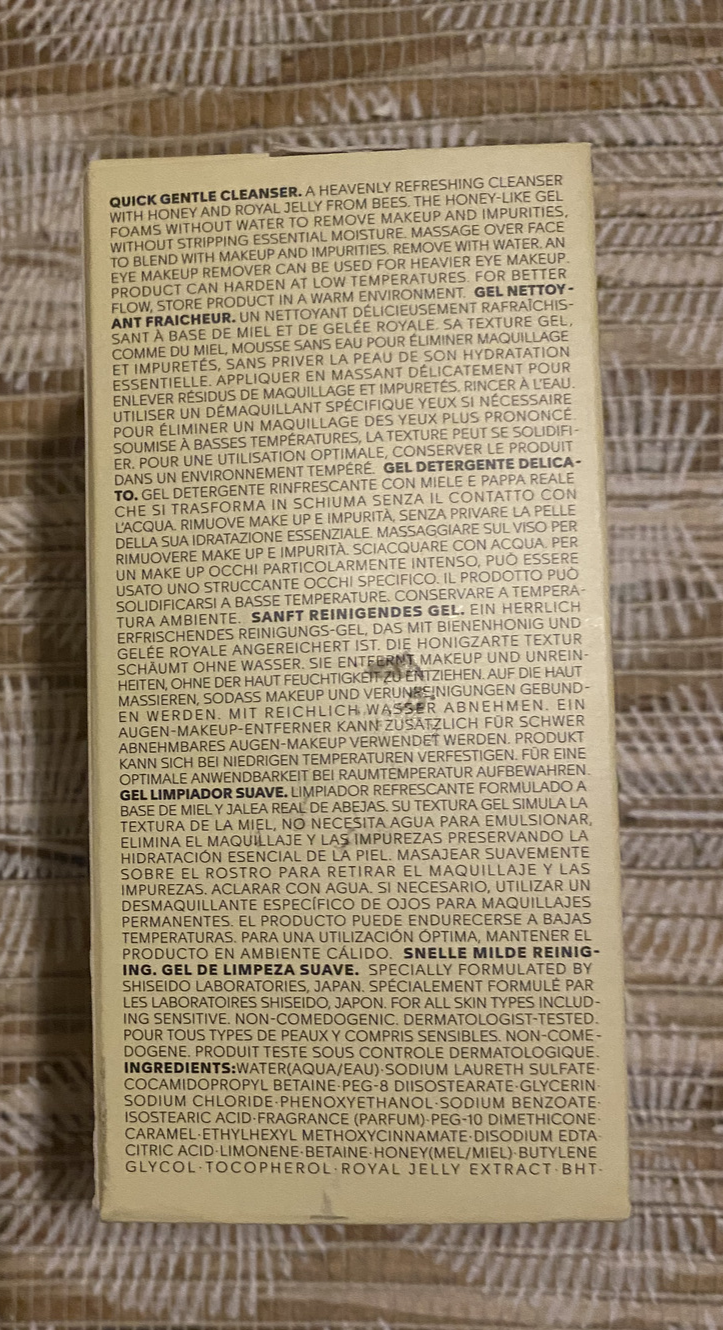 QUICK GENTLE CLEANSER. A HEAVENLY REFRESHING CLEANSER
WITH HONEY AND ROYAL JELLY FROM BEES. THE HONEY-LIKE GEL
FOAMS WITHOUT WATER TO REMOVE MAKEUP AND IMPURITIES,
WITHOUT STRIPPING ESSENTIAL MOISTURE. MASSAGE OVER FACE
TO BLEND WITH MAKEUP AND IMPURITIES. REMOVE WITH WATER. AN
EYE MAKEUP REMOVER CAN BE USED FOR HEAVIER EYE MAKEUP.
PRODUCT CAN HARDEN AT LOW TEMPERATURES. FOR BETTER
FLOW, STORE PRODUCT IN A WARM ENVIRONMENT. GEL NETTOY-
ANT FRAICHEUR. UN NETTOYANT DÉLICIEUSEMENT RAFRAÎCHIS-
SANT À BASE DE MIEL ET DE GELÉE ROYALE. SA TEXTURE GEL,
COMME DU MIEL, MOUSSE SANS EAU POUR ÉLIMINER MAQUILLAGE
ET IMPURETÉS, SANS PRIVER LA PEAU DE SON HYDRATATION
ESSENTIELLE. APPLIQUER EN MASSANT DÉLICATEMENT POUR
ENLEVER RÉSIDUS DE MAQUILLAGE ET IMPURETÉS. RINCER À L'EAU.
UTILISER UN DÉMAQUILLANT SPÉCIFIQUE YEUX SI NÉCESSAIRE
POUR ÉLIMINER UN MAQUILLAGE DES YEUX PLUS PRONONCÉ.
SOUMISE À BASSES TEMPÉRATURES, LA TEXTURE PEUT SE SOLIDIFI-
ER. POUR UNE UTILISATION OPTIMALE, CONSERVER LE PRODUIT
DANS UN ENVIRONNEMENT TEMPÉRÉ. GEL DETERGENTE DELICA-
TO. GEL DETERGENTE RINFRESCANTE CON MIELE E PAPPA REALE
CHE SI TRASFORMA IN SCHIUMA SENZA IL CONTATTO CON
L'ACQUA. RIMUOVE MAKE UP E IMPURITÀ, SENZA PRIVARE LA PELLE
DELLA SUA IDRATAZIONE ESSENZIALE. MASSAGGIARE SUL VISO PER
RIMUOVERE MAKE UP E IMPURITÀ. SCIACQUARE CON ACQUA. PER
UN MAKE UP OCCHI PARTICOLARMENTE INTENSO, PUÒ ESSERE
USATO UNO STRUCCANTE OCCHI SPECIFICO. IL PRODOTTO PUÒ
SOLIDIFICARSI A BASSE TEMPERATURE. CONSERVARE A TEMPERA-
TURA AMBIENTE. SANFT REINIGENDES GEL. EIN HERRLICH
ERFRISCHENDES REINIGUNGS-GEL, DAS MIT BIENENHONIG UND
GELÉE ROYALE ANGEREICHERT IST. DIE HONIGZARTE TEXTUR
SCHÄUMT OHNE WASSER. SIE ENTFERNT MAKEUP UND UNREIN-
HEITEN, OHNE DER HAUT FEUCHTIGKEIT ZU ENTZIEHEN. AUF DIE HAUT
MASSIEREN, SODASS MAKEUP UND VERUNREINIGUNGEN GEBUND-
EN WERDEN. MIT REICHLICH WASSER ABNEHMEN. EIN
AUGEN-MAKEUP-ENTFERNER KANN ZUSÄTZLICH FÜR SCHWER
ABNEHMBARES AUGEN-MAKEUP VERWENDET WERDEN. PRODUKT
KANN SICH BEI NIEDRIGEN TEMPERATUREN VERFESTIGEN. FÜR EINE
OPTIMALE ANWENDBARKEIT BEI RAUMTEMPERATUR AUFBEWAHREN.
GEL LIMPIADOR SUAVE. LIMPIADOR REFRESCANTE FORMULADO A
BASE DE MIEL Y JALEA REAL DE ABEJAS. SU TEXTURA GEL SIMULA LA
TEXTURA DE LA MIEL, NO NECESITA AGUA PARA EMULSIONAR,
ELIMINA EL MAQUILLAJE Y LAS IMPUREZAS PRESERVANDO LA
HIDRATACIÓN ESENCIAL DE LA PIEL. MASAJEAR SUAVEMENTE
SOBRE EL ROSTRO PARA RETIRAR EL MAQUILLAJE Y LAS
IMPUREZAS. ACLARAR CON AGUA. SI NECESARIO, UTILIZAR UN
DESMAQUILLANTE ESPECÍFICO DE OJOS PARA MAQUILLAJES
PERMANENTES. EL PRODUCTO PUEDE ENDURECERSE A BAJAS
TEMPERATURAS. PARA UNA UTILIZACIÓN ÓPTIMA, MANTENER EL
PRODUCTO EN AMBIENTE CÁLIDO. SNELLE MILDE REINIG-
ING. GEL DE LIMPEZA SUAVE. SPECIALLY FORMULATED BY
SHISEIDO LABORATORIES, JAPAN. SPÉCIALEMENT FORMULÉ PAR
LES LABORATOIRES SHISEIDO, JAPON. FOR ALL SKIN TYPES INCLUD-
ING SENSITIVE. NON-COMEDOGENIC. DERMATOLOGIST-TESTED.
POUR TOUS TYPES DE PEAUX Y COMPRIS SENSIBLES. NON-COME-
DOGENE. PRODUIT TESTE SOUS CONTROLE DERMATOLOGIQUE.
INGREDIENTS:WATER(AQUA/EAU)·SODIUM LAURETH SULFATE·
COCAMIDOPROPYL BETAINE·PEG-8 DIISOSTEARATE·GLYCERIN·
SODIUM CHLORIDE·PHENOXYETHANOL·SODIUM BENZOATE·
ISOSTEARIC ACID·FRAGRANCE (PARFUM)·PEG-10 DIMETHICONE·
CARAMEL·ETHYLHEXYL METHOXYCINNAMATE·DISODIUM EDTA·
CITRIC ACID·LIMONENE·BETAINE·HONEY(MEL/MIEL)·BUTYLENE
GLYCOL·TOCOPHEROL·ROYAL JELLY EXTRACT·BHT·